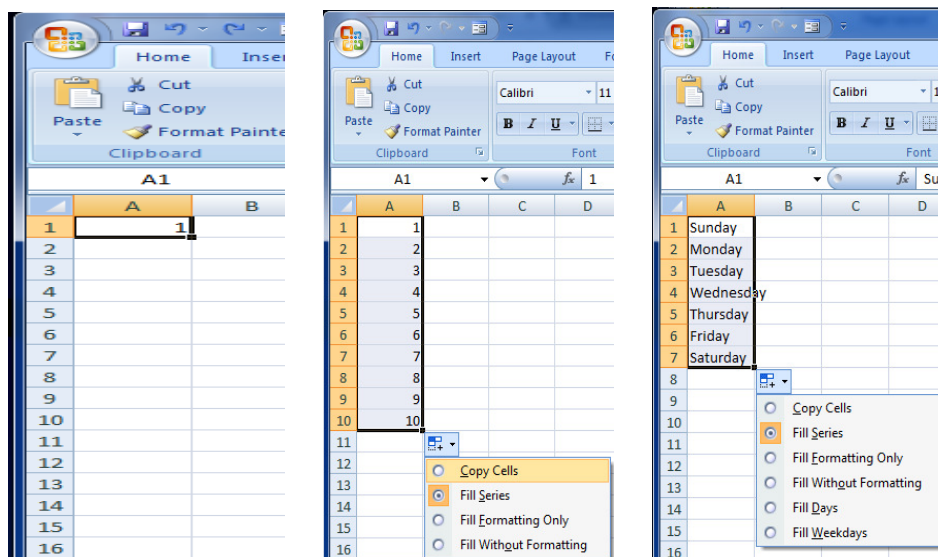 Home Inse
Cut
Copy
Paste
Format Painte
Clipboard
A1
A B
1 1
2
3
4
5
6
7
8
9
10
11
12
13
14
15
16
Home Insert Page Layout Fo
Cut
Copy
Paste
Format Painter
Calibri 11
B I U
Clipboard Font
A1 fx 1
A B C D
1 1
2 2
3 3
4 4
5 5
6 6
7 7
8 8
9 9
10 10
11
12
13
14
15
16
Copy Cells
Fill Series
Fill Formatting Only
Fill Without Formatting
Home Insert Page Layout
Cut
Copy
Paste
Format Painter
Calibri 1
B I U
Clipboard Font
A1 fx Su
A B C D
1 Sunday
2 Monday
3 Tuesday
4 Wednesday
5 Thursday
6 Friday
7 Saturday
8
9
10
11
12
13
14
15
16
Copy Cells
Fill Series
Fill Formatting Only
Fill Without Formatting
Fill Days
Fill Weekdays